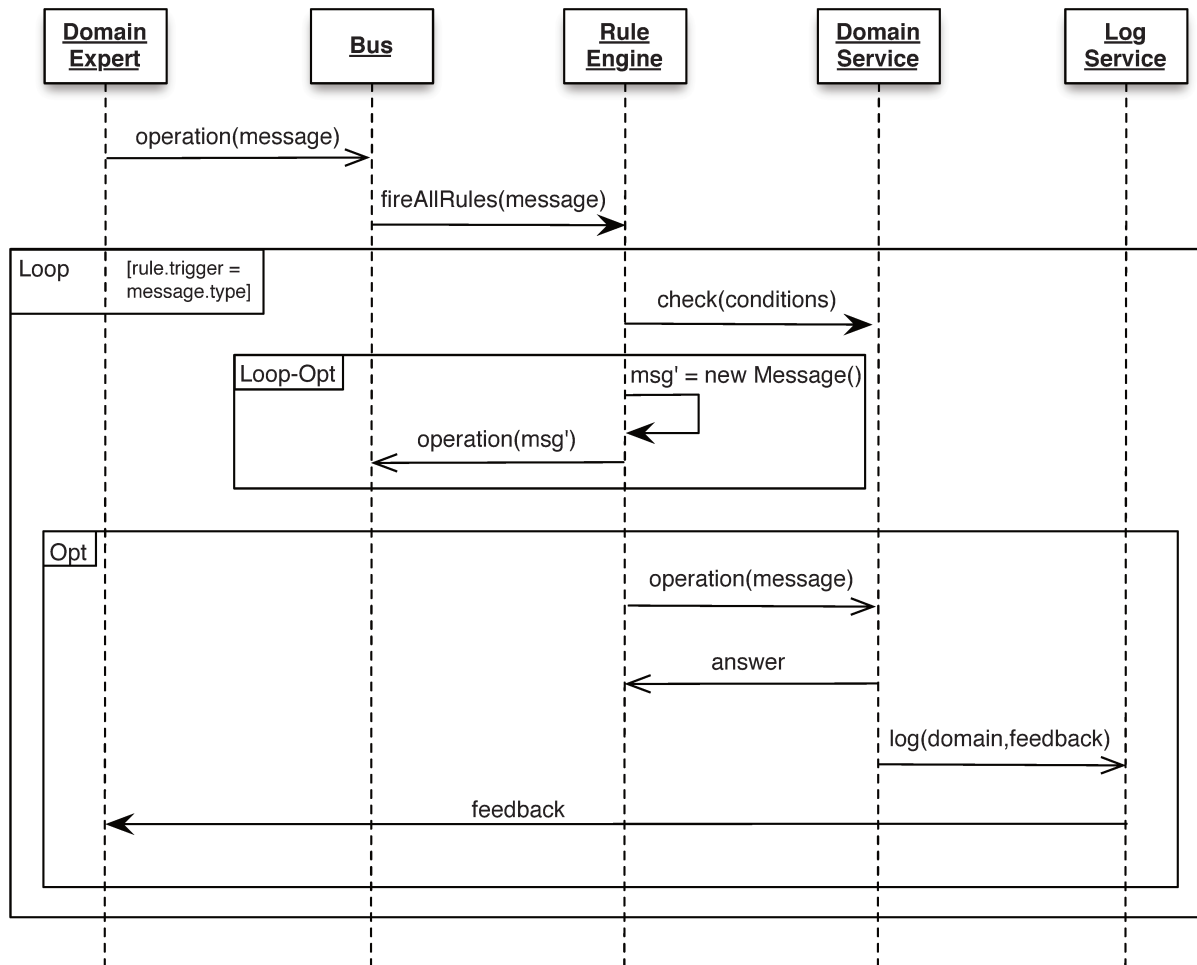 Domain
Expert
Bus
Rule
Engine
Domain
Service
Log
Service
operation(message)
fireAllRules(message)
Loop
[rule.trigger =
message.type]
check(conditions)
Loop-Opt
msg' = new Message()
operation(msg')
Opt
operation(message)
answer
log(domain,feedback)
feedback